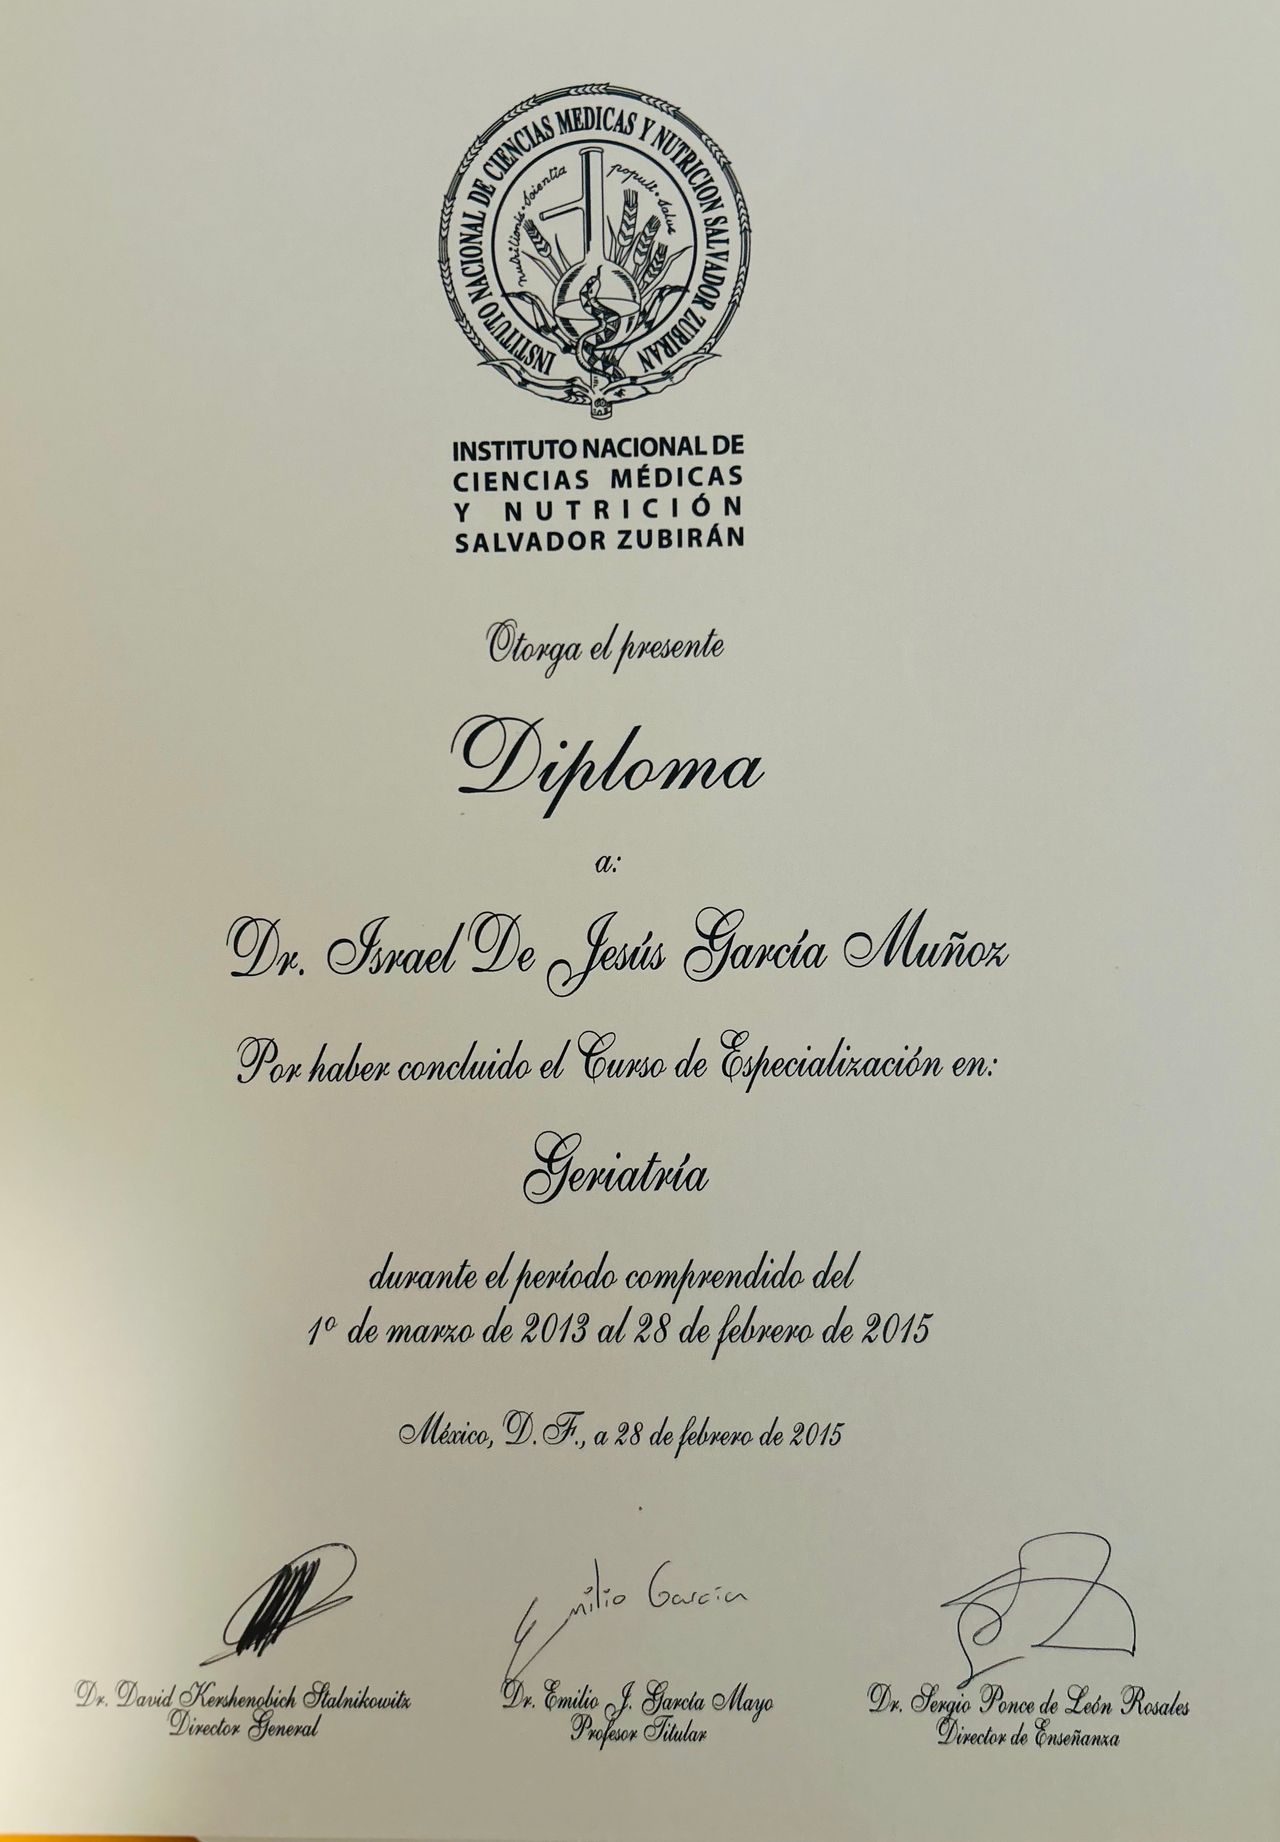 INSTITUTO NACIONAL DE CIENCIAS MEDICAS Y NUTRICION SALVADOR ZUBIRAN
nutritionis · scientia populi · salus
INSTITUTO NACIONAL DE
CIENCIAS MÉDICAS
Y NUTRICIÓN
SALVADOR ZUBIRÁN
Otorga el presente
Diploma
a:
Dr. Israel De Jesús García Muñoz
Por haber concluido el Curso de Especialización en:
Geriatría
durante el período comprendido del
1º de marzo de 2013 al 28 de febrero de 2015
México, D. F., a 28 de febrero de 2015
Emilio García
Dr. David Kershenobich Stalnikowitz
Director General
Dr. Emilio J. García Mayo
Profesor Titular
Dr. Sergio Ponce de León Rosales
Director de Enseñanza